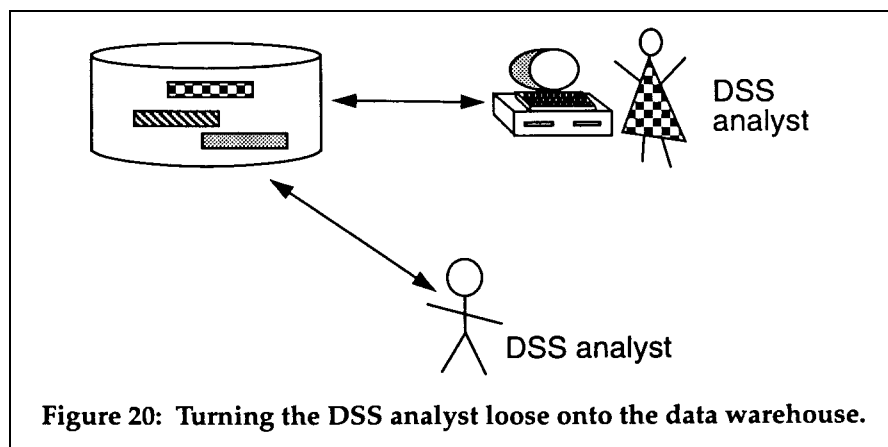 DSS
analyst
DSS analyst
Figure 20: Turning the DSS analyst loose onto the data warehouse.